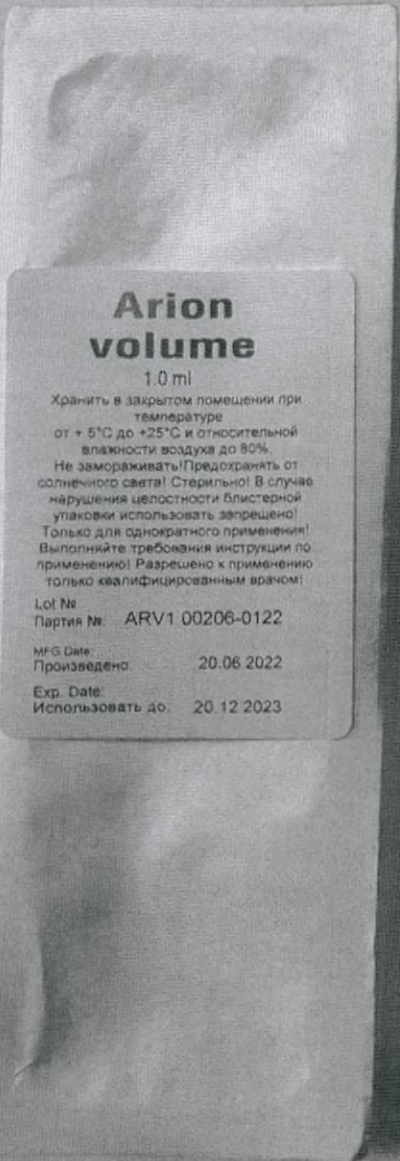 Arion
volume
1.0 ml
Хранить в закрытом помещении при
температуре
от + 5°C до +25°C и относительной
влажности воздуха до 80%.
Не замораживать!Предохранять от
солнечного света! Стерильно! В случае
нарушения целостности блистерной
упаковки использовать запрещено!
Только для однократного применения!
Выполняйте требования инструкции по
применению! Разрешено к применению
только квалифицированным врачом!
Lot №
Партия №: ARV1 00206-0122
MFG Date:
Произведено: 20.06 2022
Exp. Date:
Использовать до: 20.12 2023